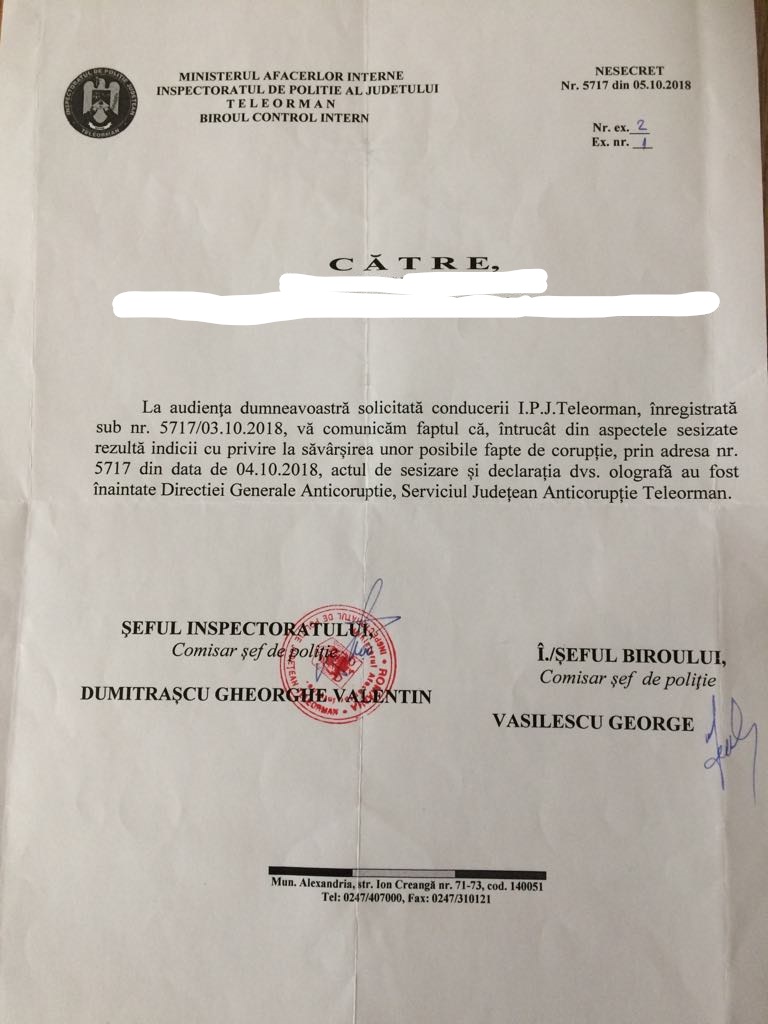 MINISTERUL AFACERLOR INTERNE
INSPECTORATUL DE POLITIE AL JUDETULUI
T E L E O R M A N
BIROUL CONTROL INTERN
NESECRET
Nr. 5717 din 05.10.2018
Nr. ex. 2
Ex. nr. 1
C Ă T R E,
La audienţa dumneavoastră solicitată conducerii I.P.J.Teleorman, înregistrată
sub nr. 5717/03.10.2018, vă comunicăm faptul că, întrucât din aspectele sesizate
rezultă indicii cu privire la săvârşirea unor posibile fapte de corupţie, prin adresa nr.
5717 din data de 04.10.2018, actul de sesizare şi declaraţia dvs. olografă au fost
înaintate Directiei Generale Anticoruptie, Serviciul Judeţean Anticorupţie Teleorman.
ŞEFUL INSPECTORATULUI,
Comisar şef de poliţie
DUMITRAŞCU GHEORGHE VALENTIN
Î./ŞEFUL BIROULUI,
Comisar şef de poliţie
VASILESCU GEORGE
Mun. Alexandria, str. Ion Creangă nr. 71-73, cod. 140051
Tel: 0247/407000, Fax: 0247/310121